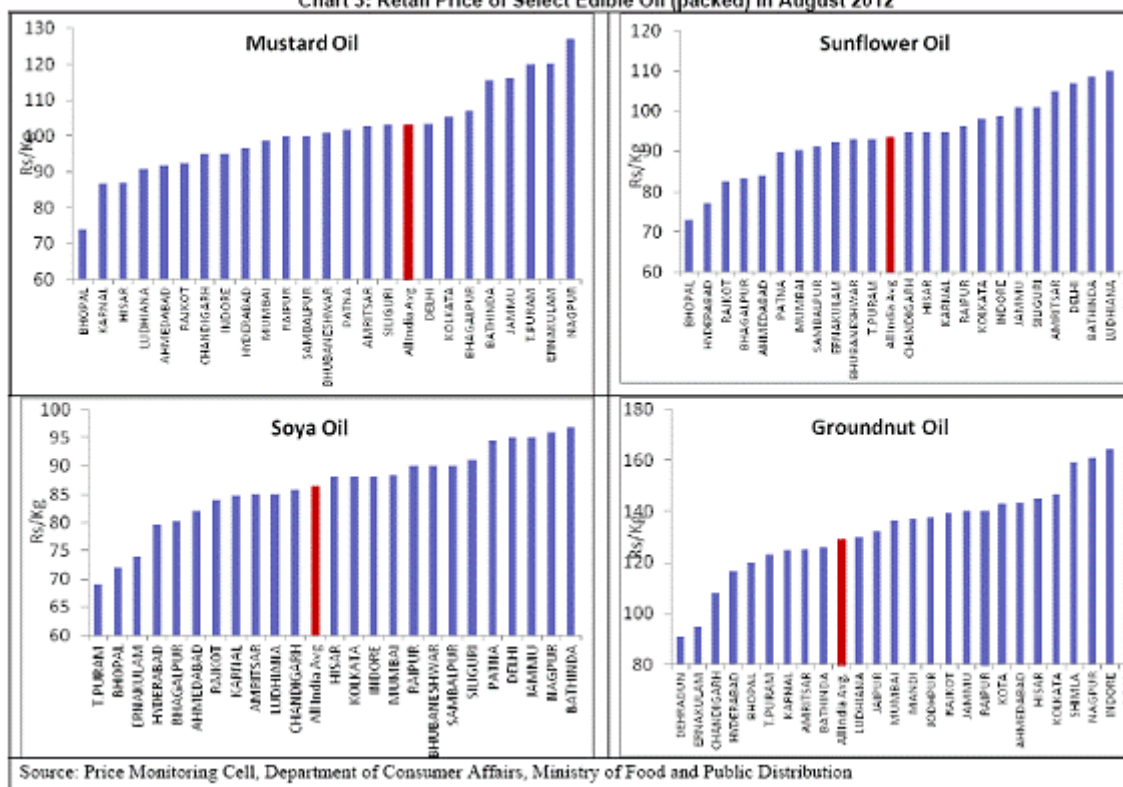 Chart 3: Retail Price of Select Edible Oil (packed) in August 2012
Mustard Oil
130
120
110
100
90
80
70
60
Rs/Kg
BHOPAL
KARNAL
HISAR
LUDHIANA
AHMEDABAD
RAJKOT
CHANDIGARH
INDORE
HYDERABAD
MUMBAI
RAIPUR
SAMBALPUR
BHUBANESHWAR
PATNA
AMRITSAR
SILIGURI
All India Avg
DELHI
KOLKATA
BHAGALPUR
BATHINDA
JAMMU
T.PURAM
ERNAKULAM
NAGPUR
Sunflower Oil
120
110
100
90
80
70
60
Rs/Kg
BHOPAL
HYDERABAD
RAJKOT
BHAGALPUR
AHMEDABAD
PATNA
MUMBAI
SAMBALPUR
ERNAKULAM
BHUBANESHWAR
T.PURAM
All India Avg
CHANDIGARH
HISAR
KARNAL
RAIPUR
KOLKATA
INDORE
JAMMU
SILIGURI
AMRITSAR
DELHI
BATHINDA
LUDHIANA
Soya Oil
100
95
90
85
80
75
70
65
60
Rs/Kg
T.PURAM
BHOPAL
ERNAKULAM
HYDERABAD
BHAGALPUR
AHMEDABAD
RAJKOT
KARNAL
AMRITSAR
LUDHIANA
CHANDIGARH
All India Avg
HISAR
KOLKATA
INDORE
MUMBAI
RAIPUR
BHUBANESHWAR
SAMBALPUR
SILIGURI
PATNA
DELHI
JAMMU
NAGPUR
BATHINDA
Groundnut Oil
180
160
140
120
100
80
Rs/Kg
DEHRADUN
ERNAKULAM
CHANDIGARH
HYDERABAD
BHOPAL
T.PURAM
KARNAL
AMRITSAR
BATHINDA
All India Avg.
LUDHIANA
JAIPUR
MUMBAI
MANDI
JODHPUR
RAJKOT
JAMMU
RAIPUR
KOTA
AHMEDABAD
HISAR
KOLKATA
SHIMLA
NAGPUR
INDORE
Source: Price Monitoring Cell, Department of Consumer Affairs, Ministry of Food and Public Distribution